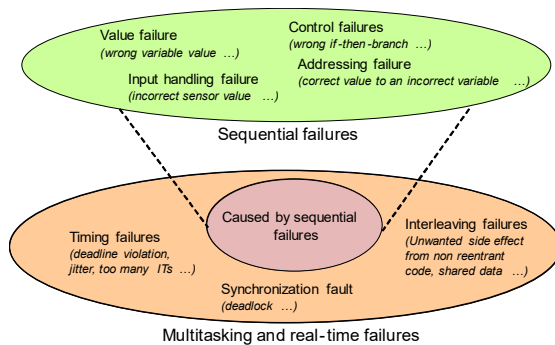 Value failure
(wrong variable value …)
Control failures
(wrong if-then-branch …)
Input handling failure
(incorrect sensor value …)
Addressing failure
(correct value to an incorrect variable …)
Sequential failures
Caused by sequential
failures
Timing failures
(deadline violation,
jitter, too many ITs …)
Interleaving failures
(Unwanted side effect
from non reentrant
code, shared data …)
Synchronization fault
(deadlock …)
Multitasking and real-time failures